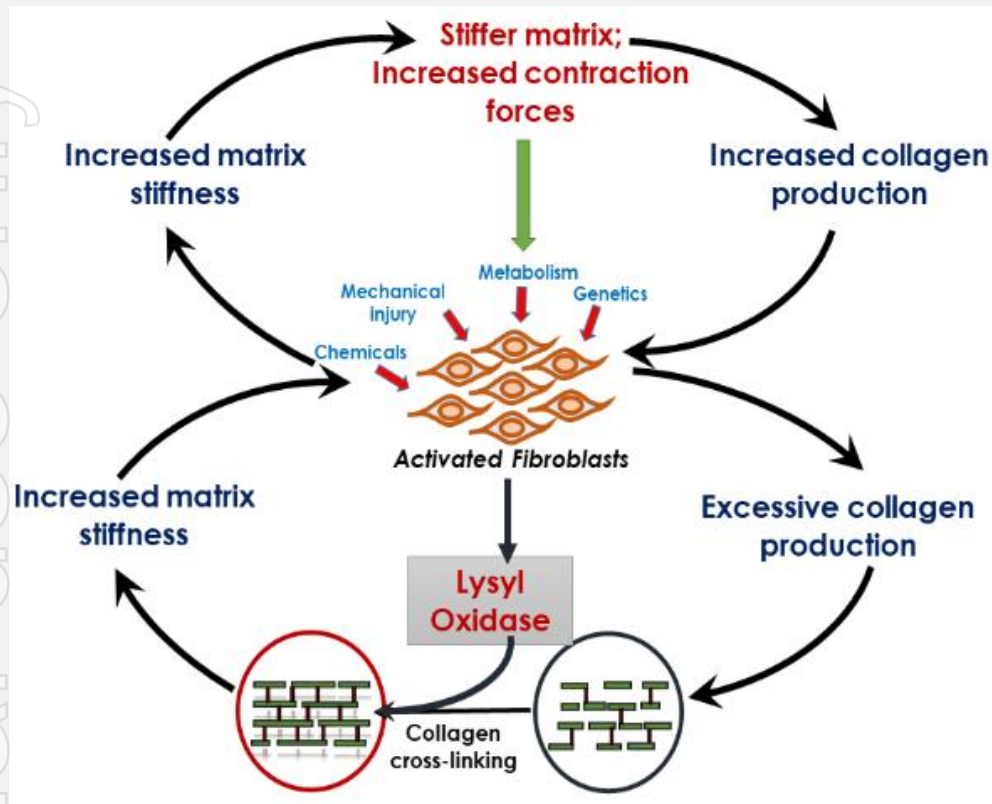 Stiffer matrix;
Increased contraction
forces
Increased matrix
stiffness
Increased collagen
production
Metabolism
Mechanical
injury
Genetics
Chemicals
Activated Fibroblasts
Increased matrix
stiffness
Excessive collagen
production
Lysyl
Oxidase
Collagen
cross-linking